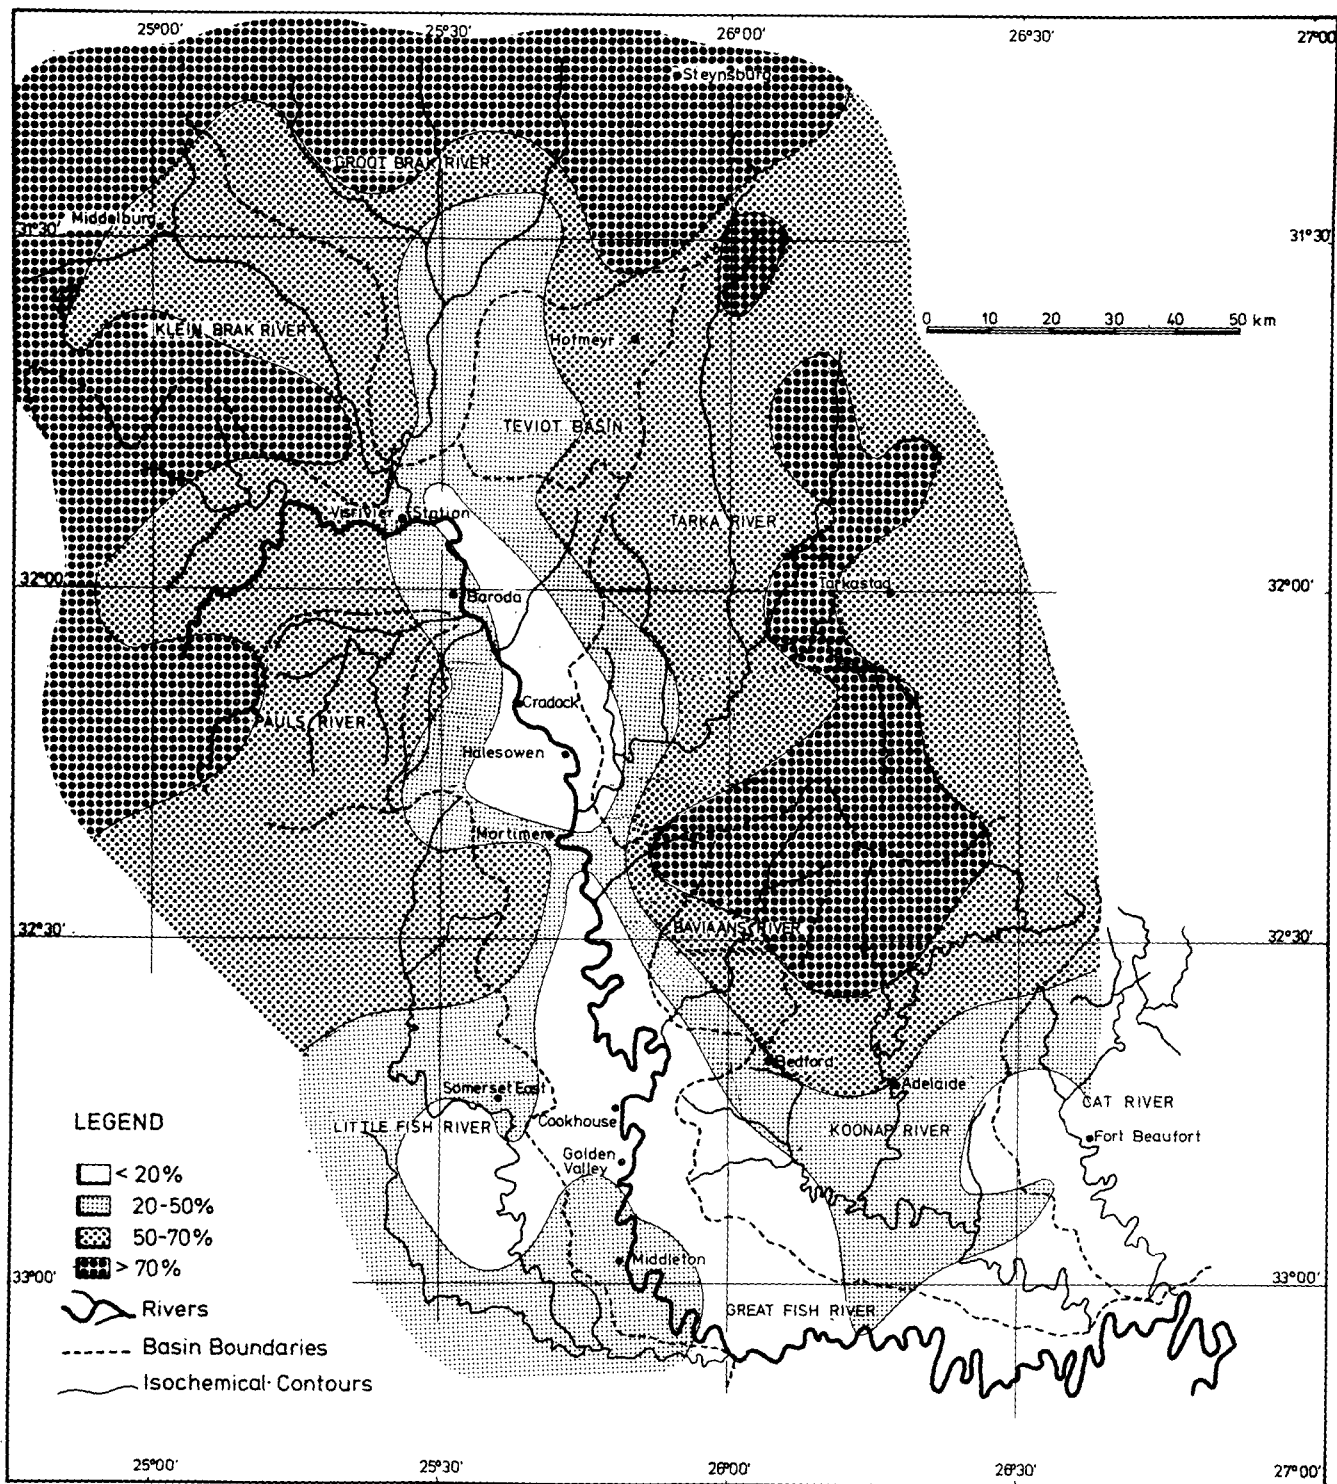 25°00' 25°30' 26°00' 26°30' 27°00'
Steynsburg
GROOT BRAK RIVER
Middelburg
31°30' 31°30'
0 10 20 30 40 50 km
KLEIN BRAK RIVER
Hofmeyr
TEVIOT BASIN
Visrivier Station
TARKA RIVER
32°00' 32°00'
Tarkastad
Baroda
Cradock
PAULS RIVER
Halesowen
Mortimer
BAVIAANS RIVER
32°30' 32°30'
Bedford
Adelaide
Somerset East
CAT RIVER
Cookhouse
LITTLE FISH RIVER
KOONAP RIVER
Fort Beaufort
Golden
Valley
LEGEND
< 20%
20-50%
50-70%
> 70%
Middleton
33°00' 33°00'
GREAT FISH RIVER
Rivers
Basin Boundaries
Isochemical Contours
25°00' 25°30' 26°00' 26°30' 27°00'